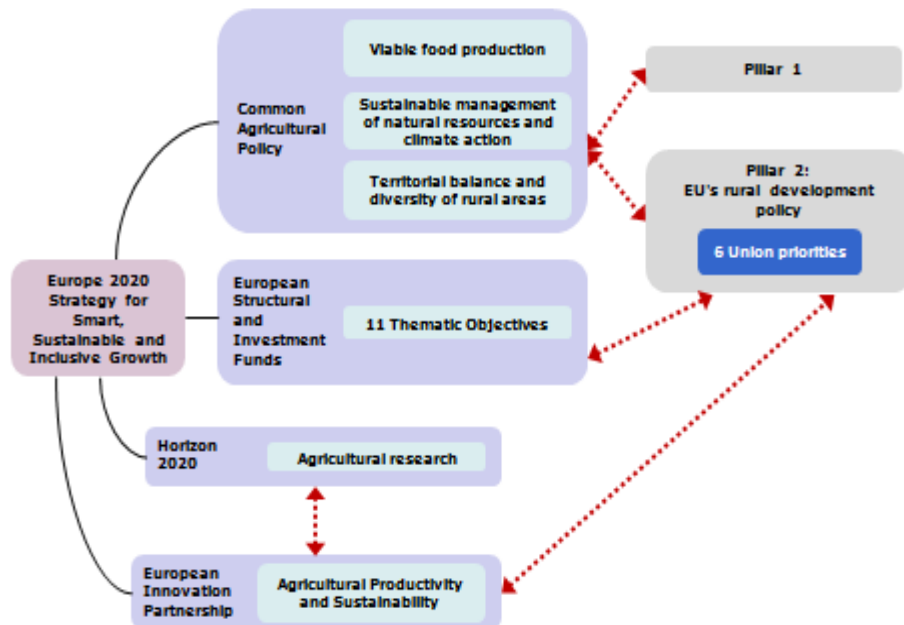 Viable food production
Common
Agricultural
Policy
Sustainable management
of natural resources and
climate action
Territorial balance and
diversity of rural areas
Pillar 1
Pillar 2:
EU's rural development
policy
6 Union priorities
Europe 2020
Strategy for
Smart,
Sustainable and
Inclusive Growth
European
Structural
and
Investment
Funds
11 Thematic Objectives
Horizon
2020
Agricultural research
European
Innovation
Partnership
Agricultural Productivity
and Sustainability